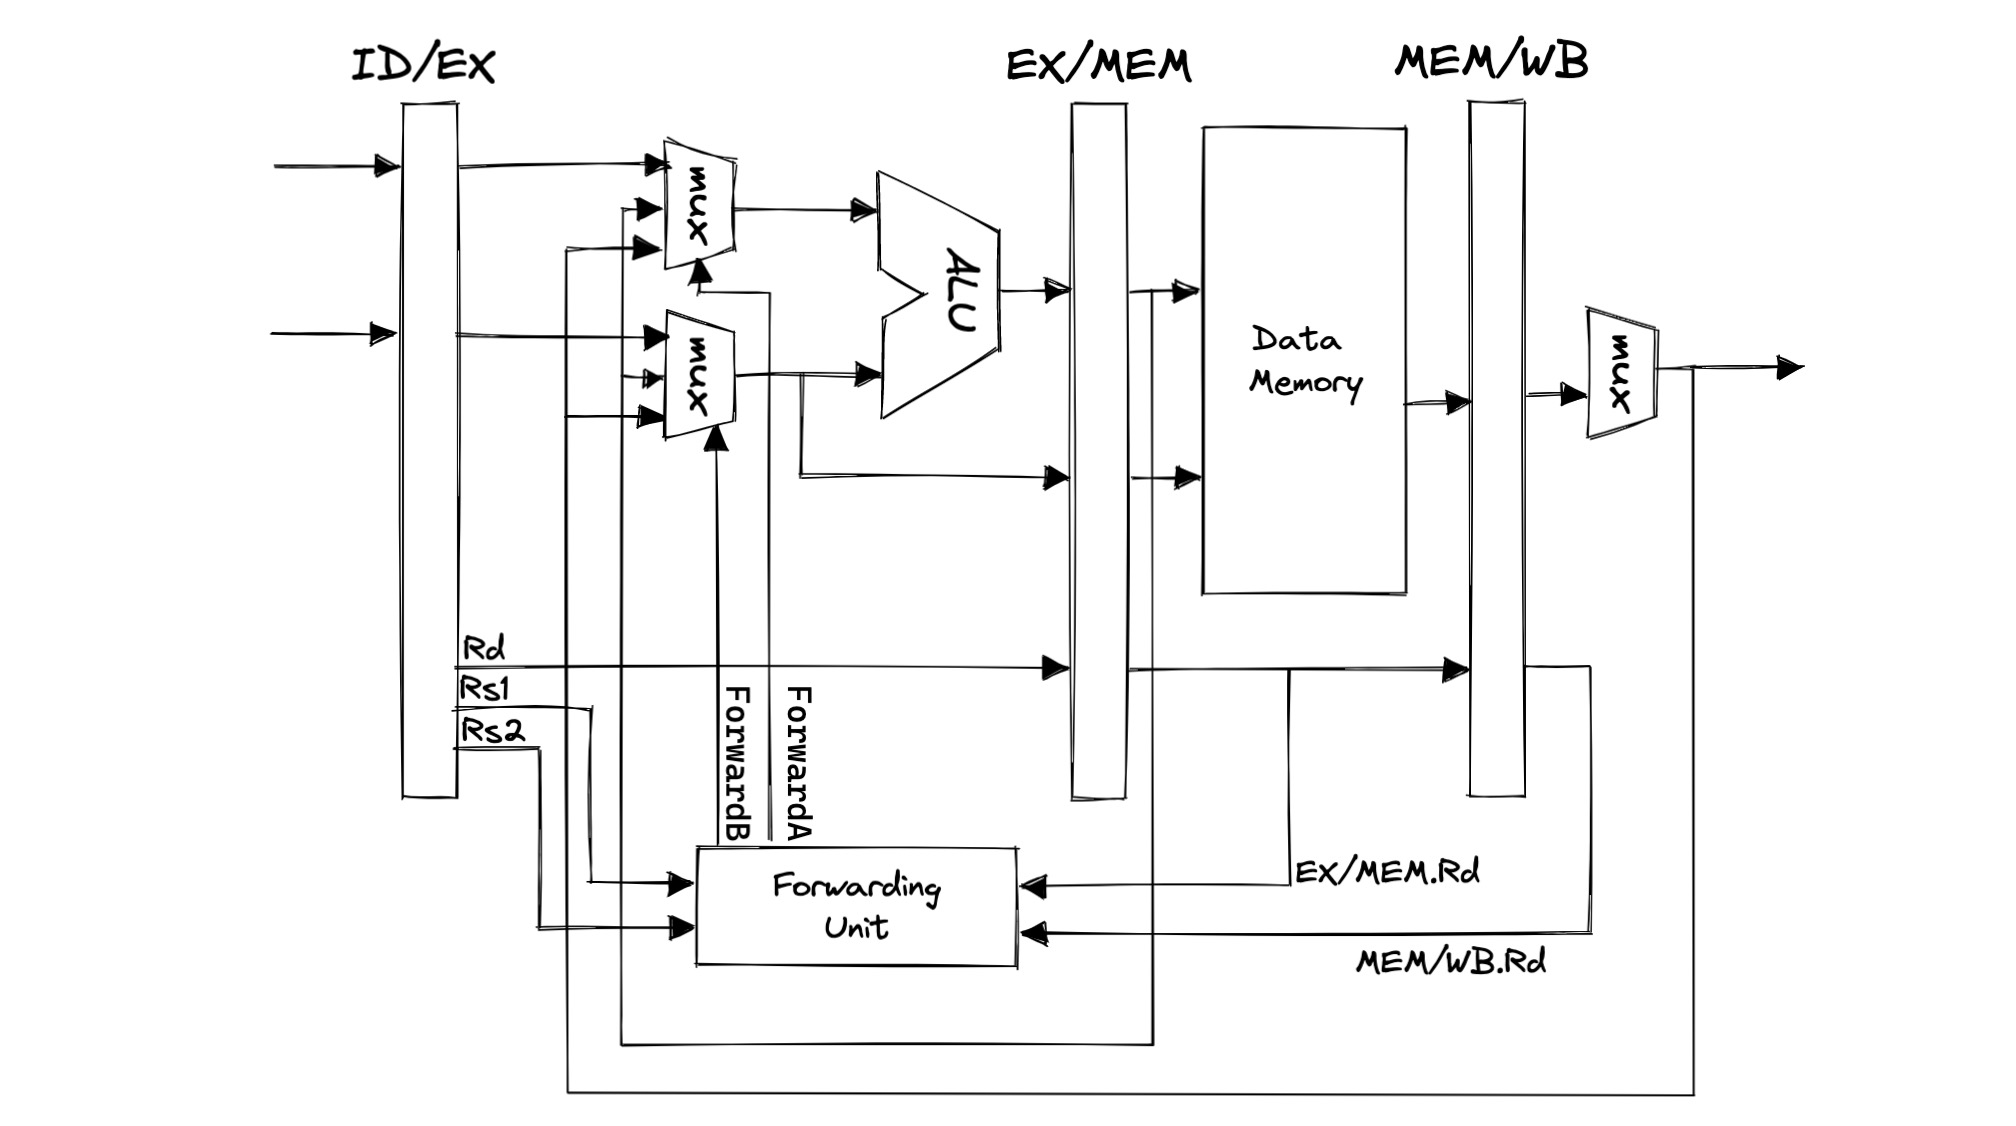 ID/EX
EX/MEM
MEM/WB
mux
mux
ALU
Data
Memory
mux
Rd
Rs1
Rs2
ForwardB
ForwardA
Forwarding
Unit
EX/MEM.Rd
MEM/WB.Rd